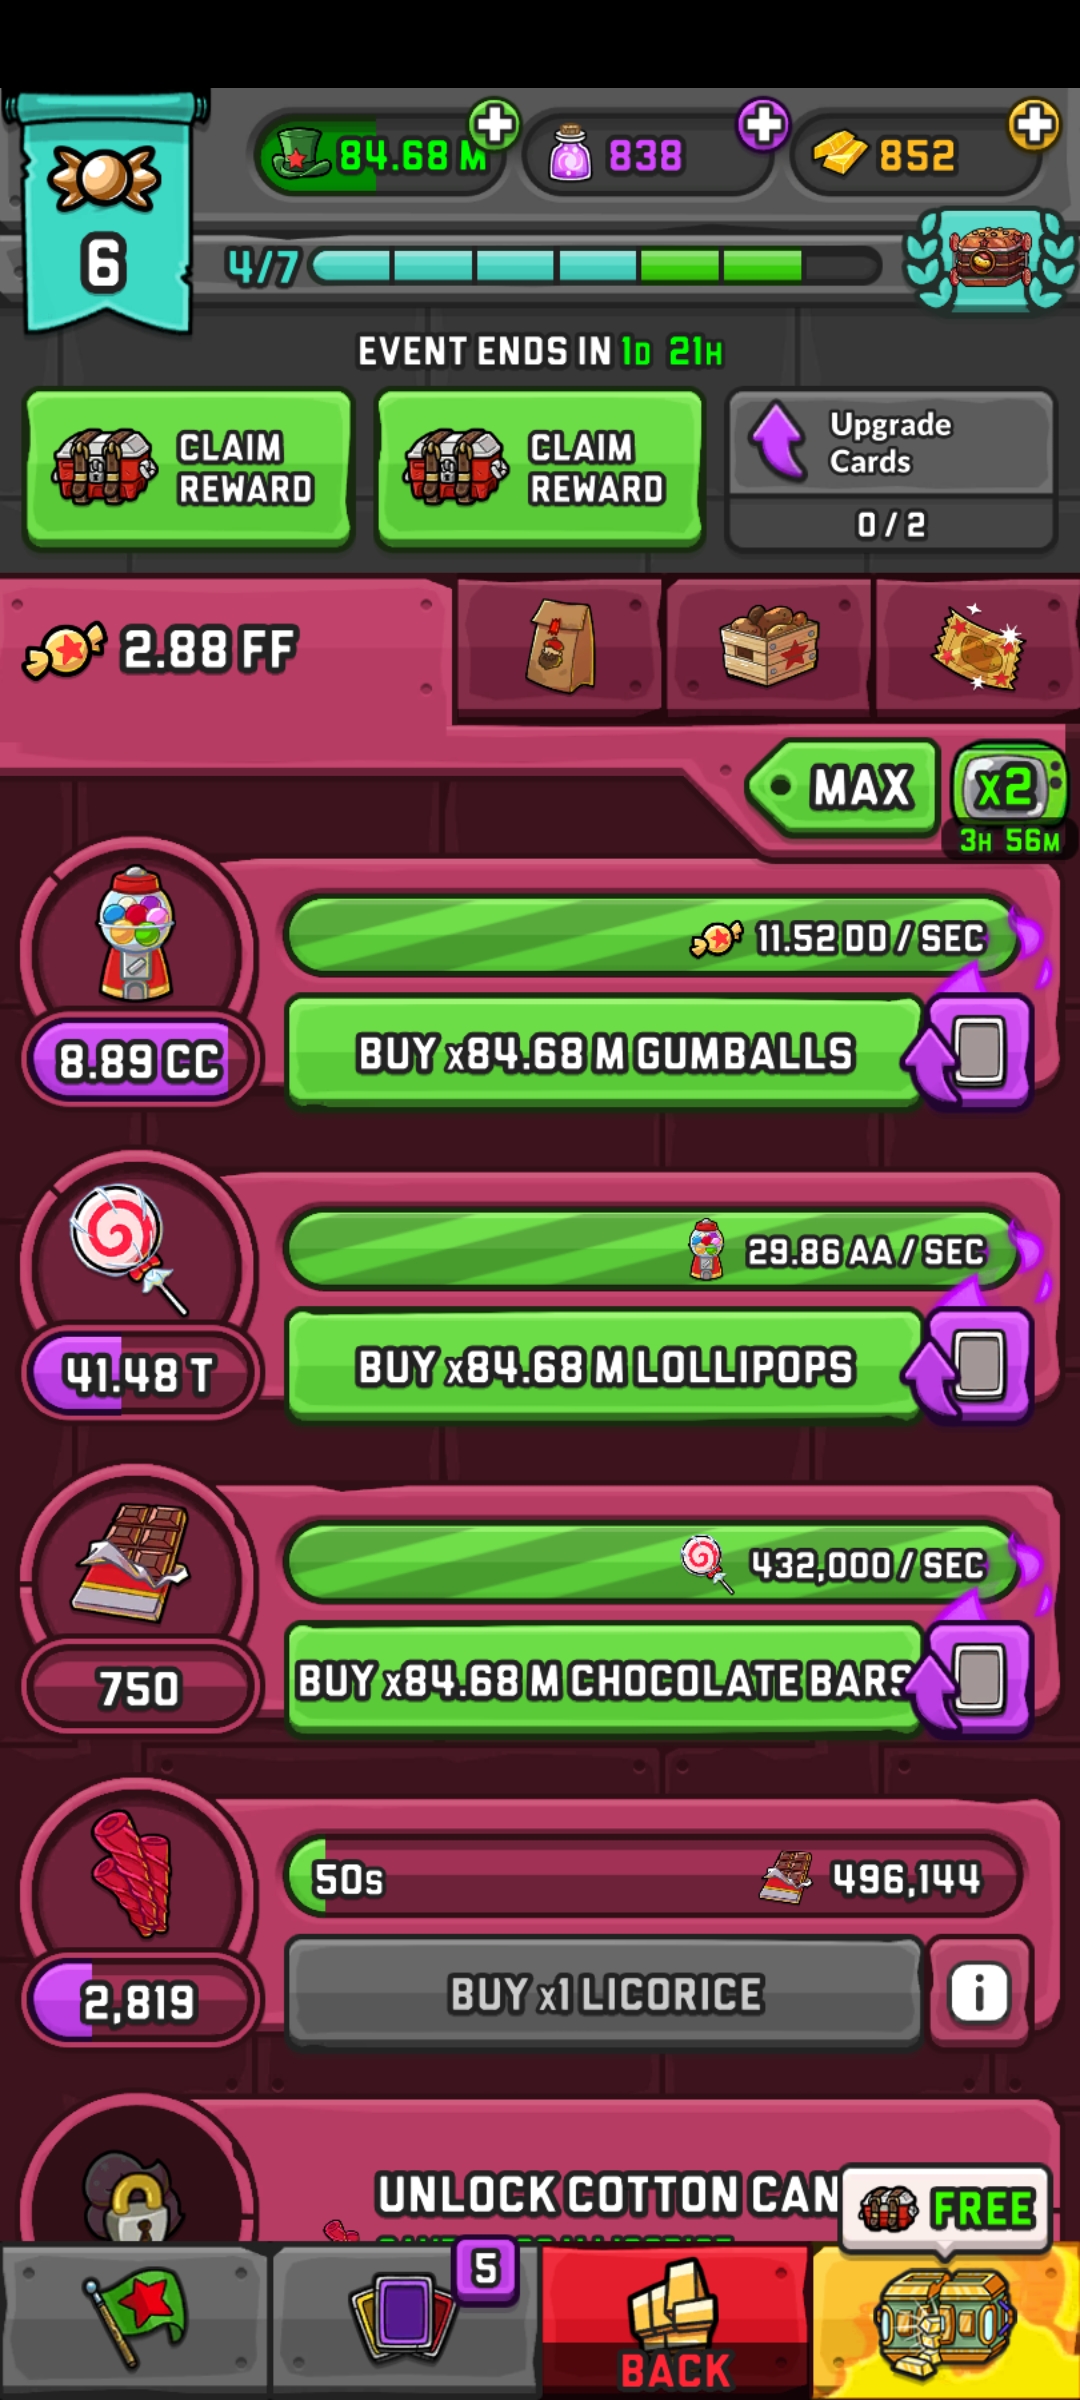 84.68 M
838
852
6
4/7
EVENT ENDS IN 1D 21H
CLAIM
REWARD
CLAIM
REWARD
Upgrade
Cards
0 / 2
2.88 FF
MAX
x2
3H 56M
11.52 DD / SEC
8.89 CC
BUY x84.68 M GUMBALLS
29.86 AA / SEC
41.48 T
BUY x84.68 M LOLLIPOPS
432,000 / SEC
750
BUY x84.68 M CHOCOLATE BARS
50s
496,144
2,819
BUY x1 LICORICE
i
UNLOCK COTTON CAN
FREE
5
BACK